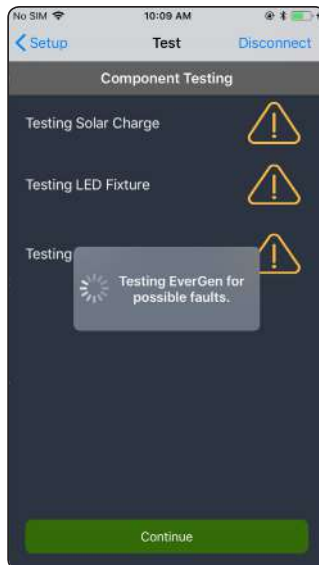 No SIM 10:09 AM
Setup Test Disconnect
Component Testing
Testing Solar Charge
Testing LED Fixture
Testing
Testing EverGen for
possible faults.
Continue